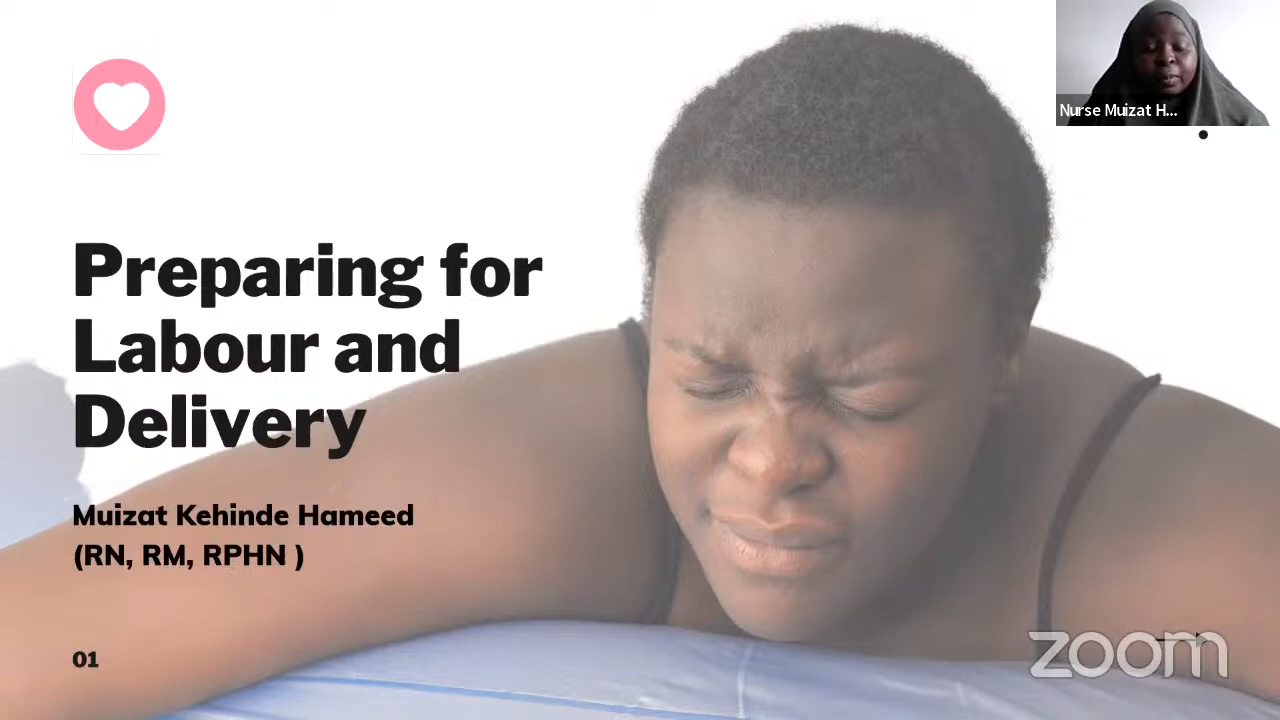 Nurse Muizat H...
Preparing for
Labour and
Delivery
Muizat Kehinde Hameed
(RN, RM, RPHN )
01
zoom